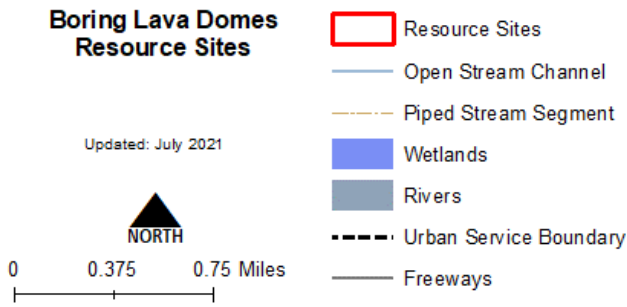 Boring Lava Domes
Resource Sites
Updated: July 2021
NORTH
0 0.375 0.75 Miles
Resource Sites
Open Stream Channel
Piped Stream Segment
Wetlands
Rivers
Urban Service Boundary
Freeways